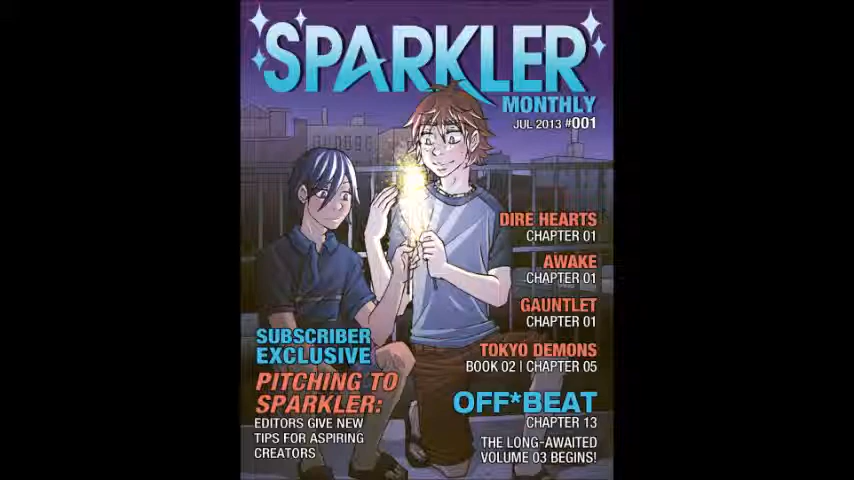 SPARKLER
MONTHLY
JUL 2013 #001
DIRE HEARTS
CHAPTER 01
AWAKE
CHAPTER 01
GAUNTLET
CHAPTER 01
TOKYO DEMONS
BOOK 02 | CHAPTER 05
OFF*BEAT
CHAPTER 13
THE LONG-AWAITED
VOLUME 03 BEGINS!
SUBSCRIBER
EXCLUSIVE
PITCHING TO
SPARKLER:
EDITORS GIVE NEW
TIPS FOR ASPIRING
CREATORS